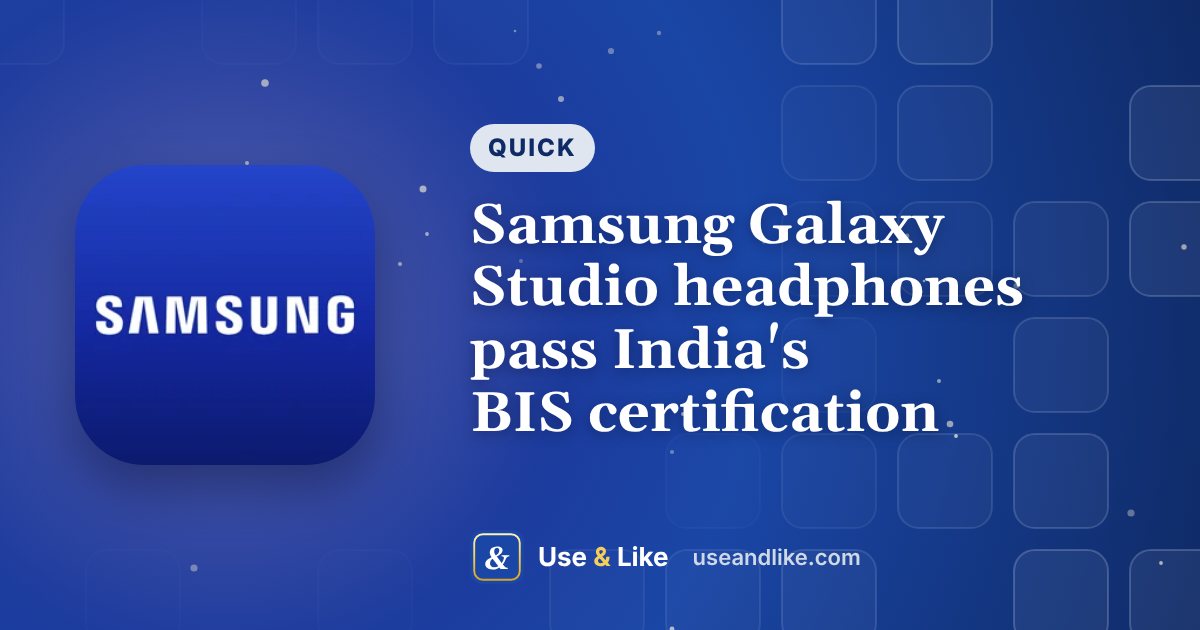 SAMSUNG
QUICK
Samsung Galaxy
Studio headphones
pass India's
BIS certification
& Use & Like useandlike.com